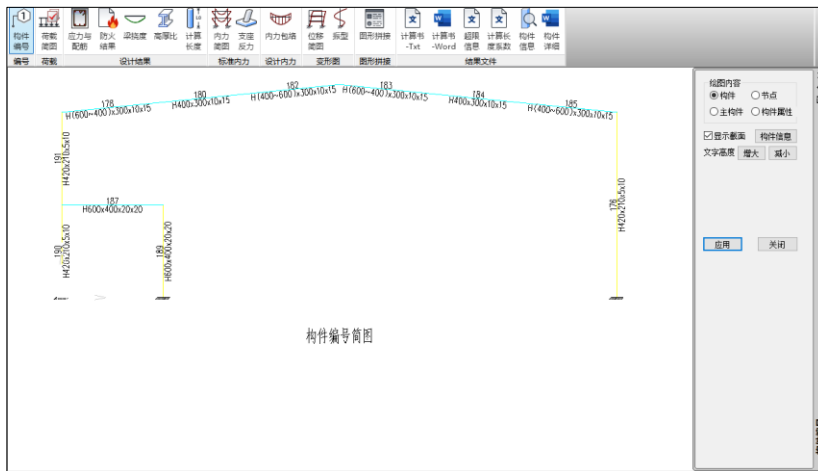 1
构件 荷载 应力与 防火 梁挠度 高厚比 计算 内力 支座 内力包络 位移 振型 图形拼接 计算书 计算书 超限 计算长 构件 构件
编号 简图 配筋 结果 长度 简图 反力 简图 -Txt -Word 信息 度系数 信息 详细
编号 荷载 设计结果 标准内力 设计内力 变形图 图形拼接 结果文件
178
H(600~400)x300x10x15
180
H400x300x10x15
182
H(400~600)x300x10x15
183
H(600~400)x300x10x15
184
H400x300x10x15
185
H(400~600)x300x10x15
191
H420x210x5x10
187
H600x400x20x20
190
H420x210x5x10
189
H600x400x20x20
176
H420x210x5x10
构件编号简图
绘图内容
构件 节点
主构件 构件属性
显示截面 构件信息
文字高度 增大 减小
应用 关闭